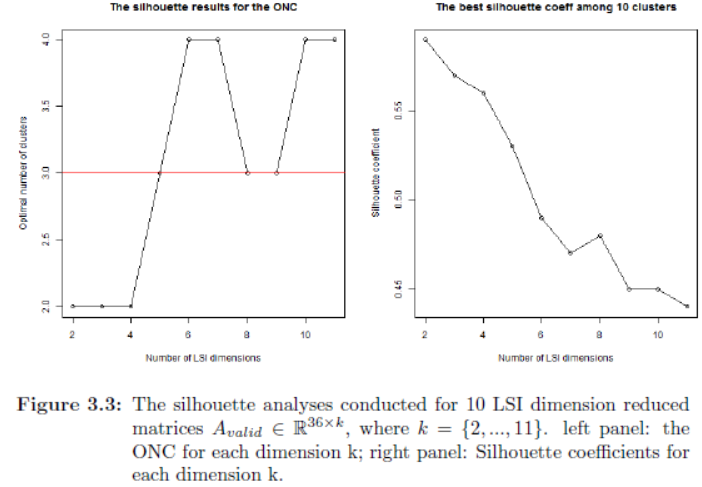 The silhouette results for the ONC
4.0
3.5
3.0
2.5
2.0
Optimal number of clusters
2 4 6 8 10
Number of LSI dimensions
The best silhouette coeff among 10 clusters
0.55
0.50
0.45
Silhouette coefficient
2 4 6 8 10
Number of LSI dimensions
Figure 3.3: The silhouette analyses conducted for 10 LSI dimension reduced
matrices A_valid ∈ ℝ^{36×k}, where k = {2,...,11}. left panel: the
ONC for each dimension k; right panel: Silhouette coefficients for
each dimension k.